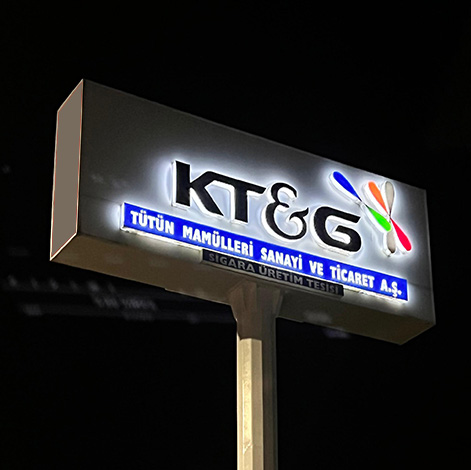 KT&G
TÜTÜN MAMÜLLERİ SANAYİ VE TİCARET A.Ş.
SİGARA ÜRETİM TESİSİ